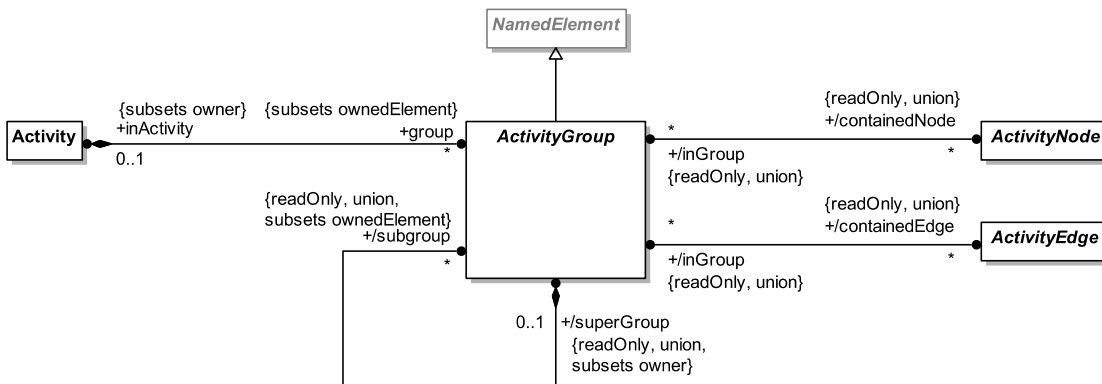 NamedElement
{subsets owner}
+inActivity
{subsets ownedElement}
+group
Activity
0..1
*
ActivityGroup
{readOnly, union}
+/containedNode
*
+/inGroup
{readOnly, union}
*
ActivityNode
{readOnly, union,
subsets ownedElement}
+/subgroup
*
{readOnly, union}
+/containedEdge
*
+/inGroup
{readOnly, union}
*
ActivityEdge
0..1
+/superGroup
{readOnly, union,
subsets owner}